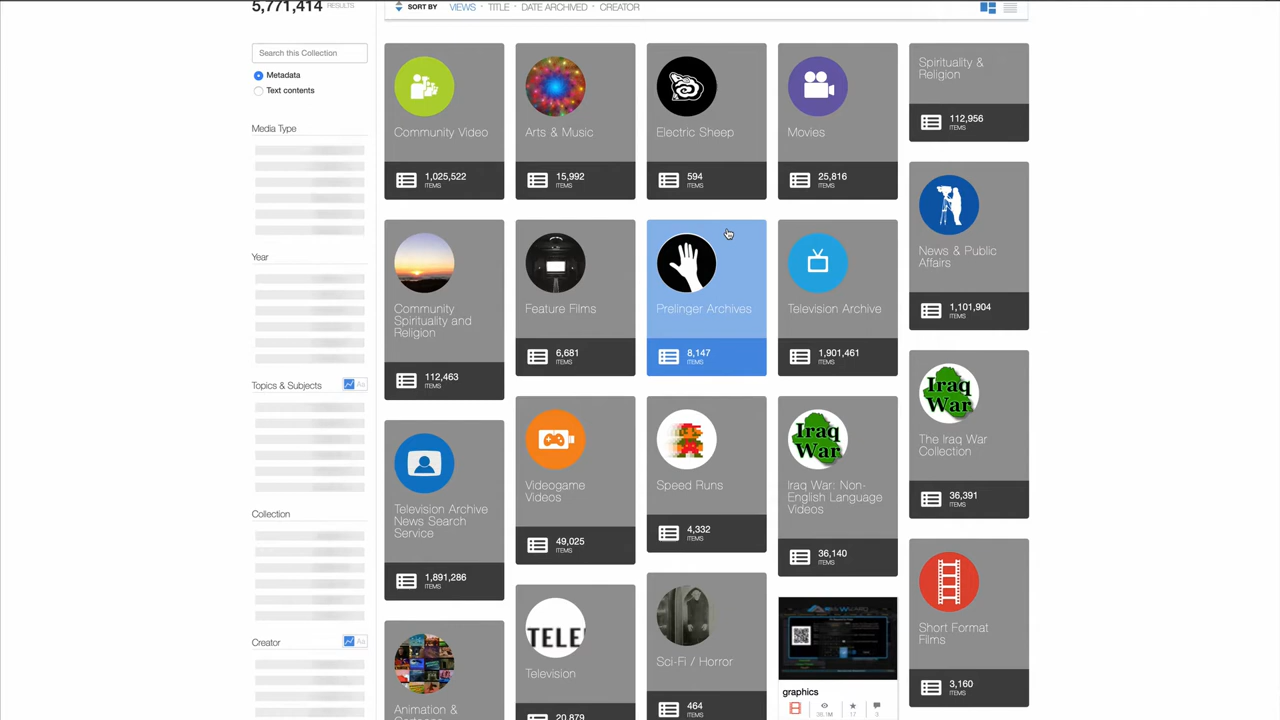 5,771,414 RESULTS
SORT BY VIEWS · TITLE · DATE ARCHIVED · CREATOR
Search this Collection
Metadata
Text contents
Media Type
Year
Topics & Subjects
Aa
Collection
Creator
Aa
Community Video
1,025,522
ITEMS
Arts & Music
15,992
ITEMS
Electric Sheep
594
ITEMS
Movies
25,816
ITEMS
Spirituality &
Religion
112,956
ITEMS
Community
Spirituality and
Religion
112,463
ITEMS
Feature Films
6,681
ITEMS
Prelinger Archives
8,147
ITEMS
Television Archive
1,901,461
ITEMS
News & Public
Affairs
1,101,904
ITEMS
Television Archive
News Search
Service
1,891,286
ITEMS
Videogame
Videos
49,025
ITEMS
Speed Runs
4,332
ITEMS
Iraq
War
Iraq War: Non-
English Language
Videos
36,140
ITEMS
Iraq
War
The Iraq War
Collection
36,391
ITEMS
Animation &
Cartoons
TELE
Television
20,879
Sci-Fi / Horror
464
ITEMS
graphics
17
3
Short Format
Films
3,160
ITEMS